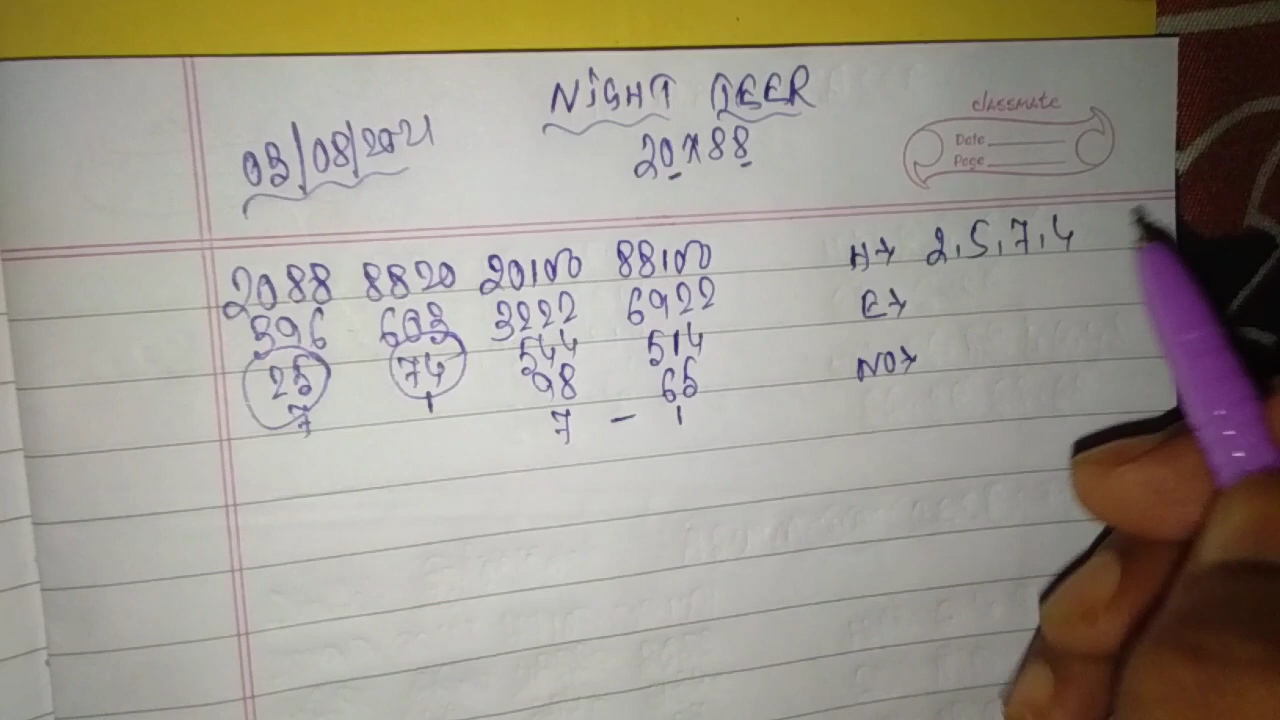 NiGHT TEER
classmate
03/08/2021
20x88
Date
Page
2088 8820 20100 88100
H→ 2,5,7,4
396 603 3222 6922
E→
25 74 544 514
98 65
NO→
7 1 7 - 1